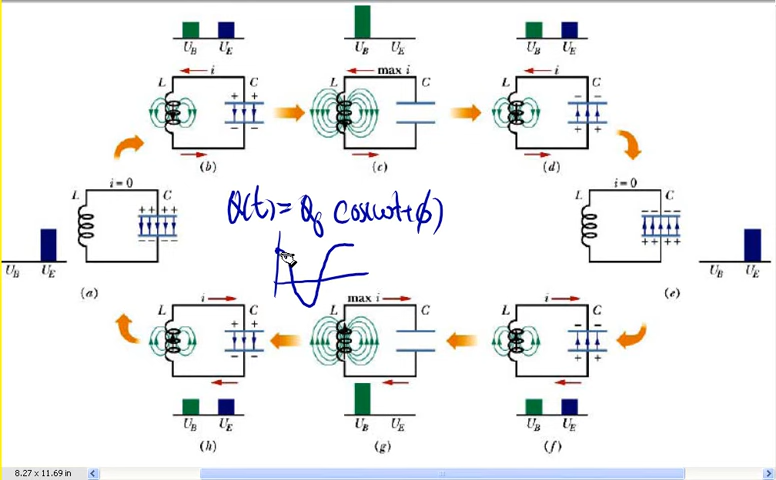 U_B U_E
U_B U_E
U_B U_E
i
max i
i
L C
L C
L C
(b)
(c)
(d)
i = 0
L C
+ + + +
− − − −
Q(t) = Q₀ cos(ωt+φ)
i = 0
L C
− − − −
+ + + +
U_B U_E
(a)
(e)
U_B U_E
i
max i
i
L C
L C
L C
U_B U_E
U_B U_E
U_B U_E
(h)
(g)
(f)
8.27 x 11.69 in